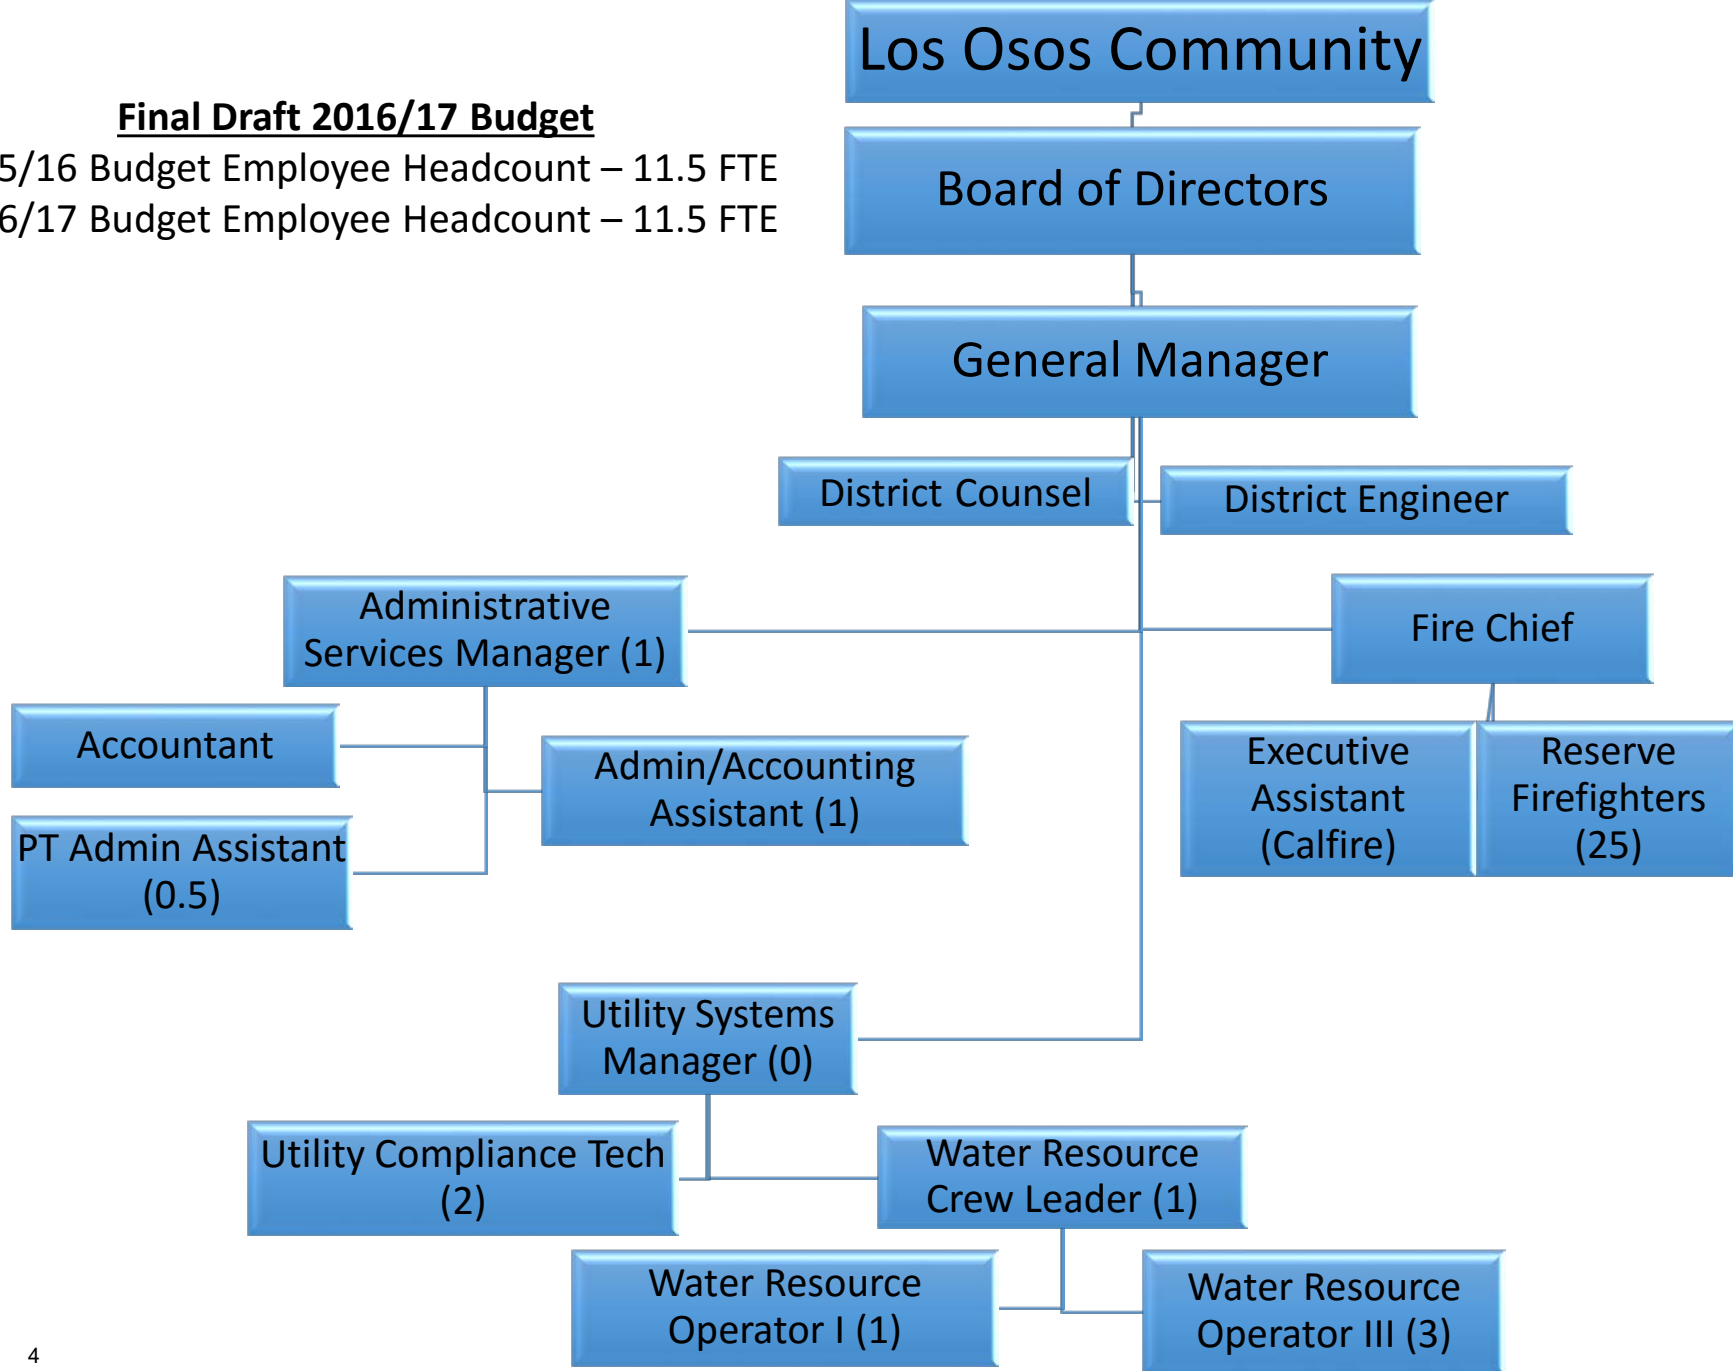 Los Osos Community
Final Draft 2016/17 Budget
5/16 Budget Employee Headcount – 11.5 FTE
6/17 Budget Employee Headcount – 11.5 FTE
Board of Directors
General Manager
District Counsel
District Engineer
Administrative
Services Manager (1)
Fire Chief
Accountant
Admin/Accounting
Assistant (1)
PT Admin Assistant
(0.5)
Executive
Assistant
(Calfire)
Reserve
Firefighters
(25)
Utility Systems
Manager (0)
Utility Compliance Tech
(2)
Water Resource
Crew Leader (1)
Water Resource
Operator I (1)
Water Resource
Operator III (3)
4